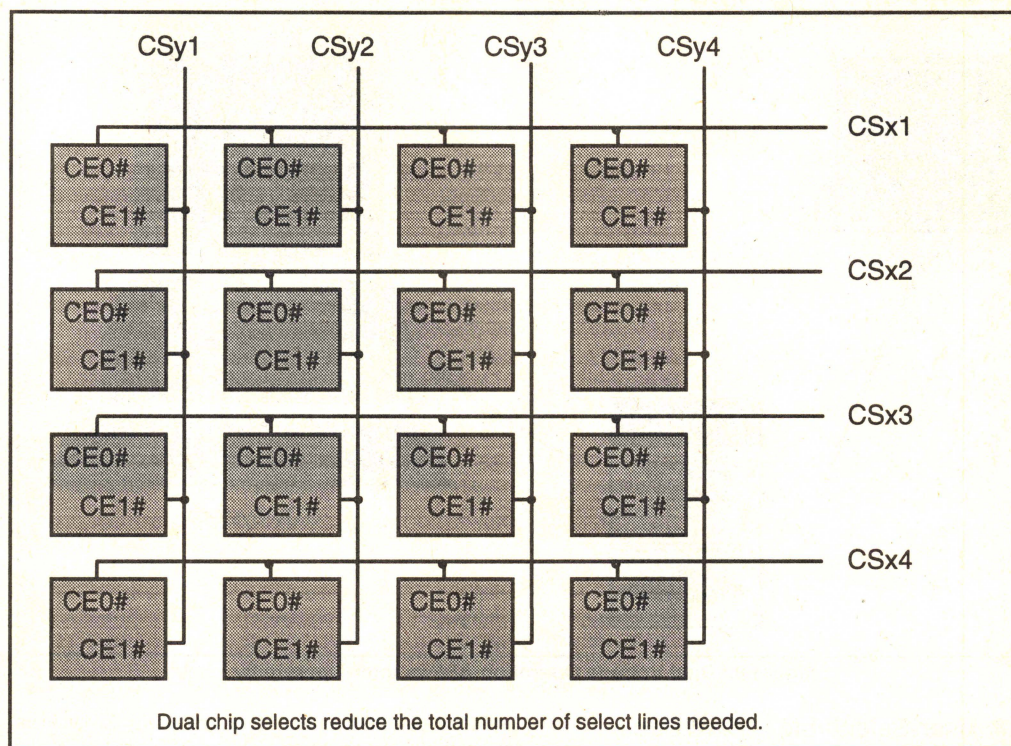 CSy1 CSy2 CSy3 CSy4
CSx1
CE0# CE0# CE0# CE0#
CE1# CE1# CE1# CE1#
CSx2
CE0# CE0# CE0# CE0#
CE1# CE1# CE1# CE1#
CSx3
CE0# CE0# CE0# CE0#
CE1# CE1# CE1# CE1#
CSx4
CE0# CE0# CE0# CE0#
CE1# CE1# CE1# CE1#
Dual chip selects reduce the total number of select lines needed.